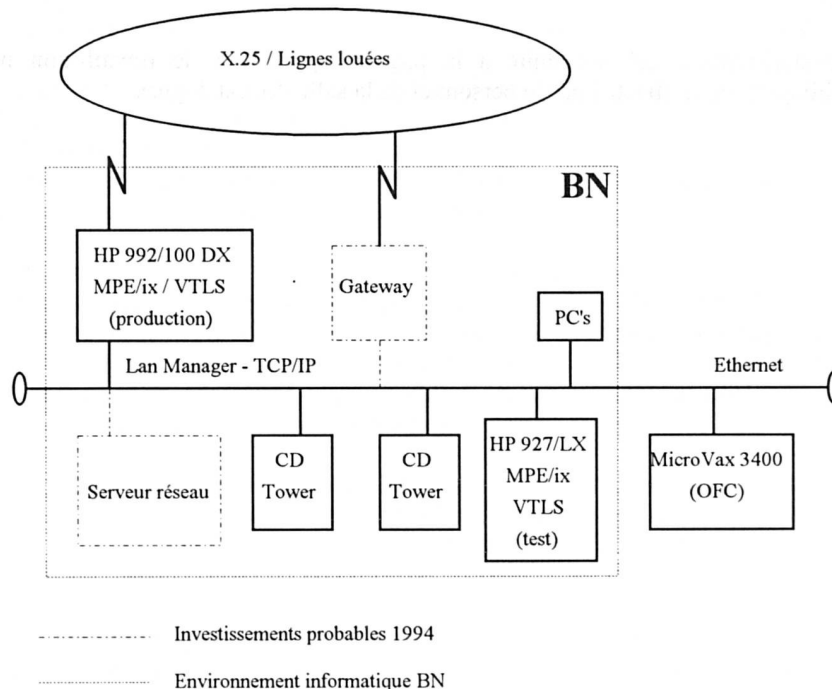 X.25 / Lignes louées
BN
HP 992/100 DX
MPE/ix / VTLS
(production)
Gateway
PC's
Lan Manager - TCP/IP
Ethernet
Serveur réseau
CD
Tower
CD
Tower
HP 927/LX
MPE/ix
VTLS
(test)
MicroVax 3400
(OFC)
Investissements probables 1994
Environnement informatique BN